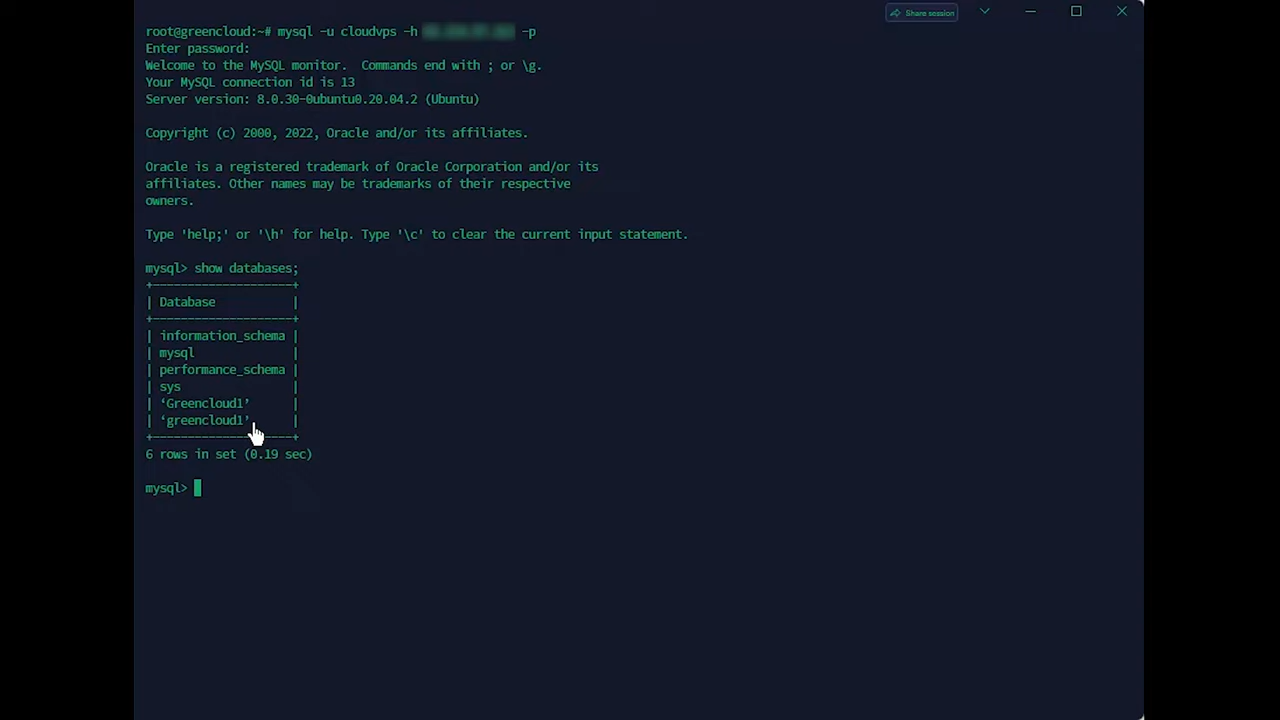 Share session
root@greencloud:~# mysql -u cloudvps -h -p
Enter password:
Welcome to the MySQL monitor.  Commands end with ; or \g.
Your MySQL connection id is 13
Server version: 8.0.30-0ubuntu0.20.04.2 (Ubuntu)
Copyright (c) 2000, 2022, Oracle and/or its affiliates.
Oracle is a registered trademark of Oracle Corporation and/or its
affiliates. Other names may be trademarks of their respective
owners.
Type 'help;' or '\h' for help. Type '\c' to clear the current input statement.
mysql> show databases;
+--------------------+
| Database           |
+--------------------+
| information_schema |
| mysql              |
| performance_schema |
| sys                |
| ‘Greencloud1’      |
| ‘greencloud1’      |
+--------------------+
6 rows in set (0.19 sec)
mysql>